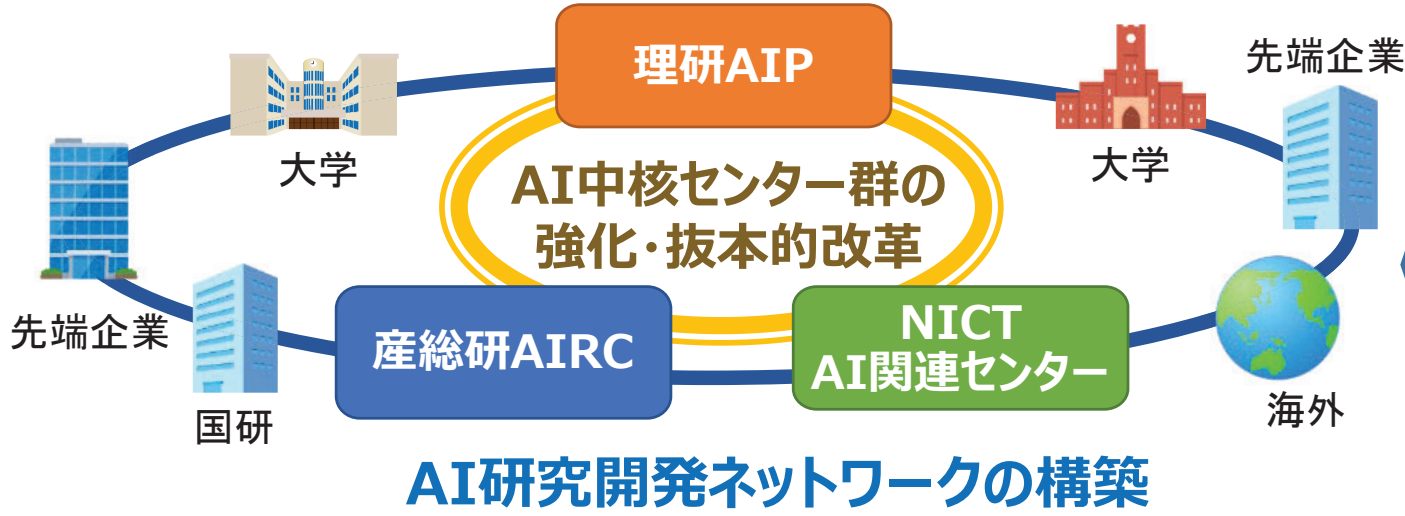 理研AIP
先端企業
大学
大学
AI中核センター群の
強化・抜本的改革
先端企業
産総研AIRC
NICT
AI関連センター
国研
海外
AI研究開発ネットワークの構築